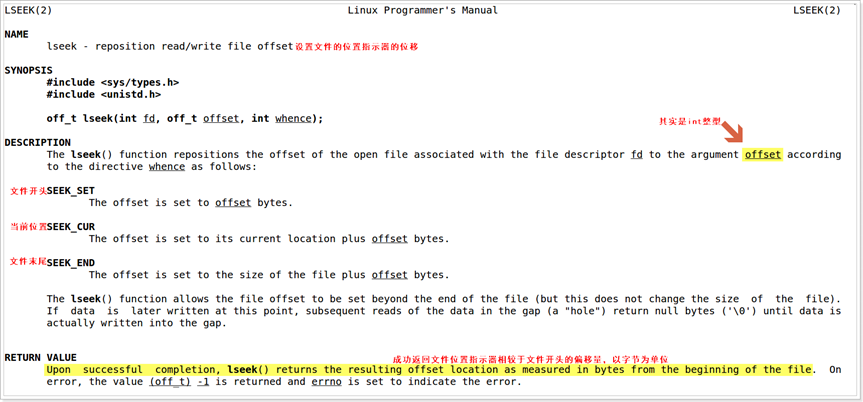 LSEEK(2) Linux Programmer's Manual LSEEK(2)
NAME
lseek - reposition read/write file offset设置文件的位置指示器的位移
SYNOPSIS
#include <sys/types.h>
#include <unistd.h>
off_t lseek(int fd, off_t offset, int whence);
其实是int整型
DESCRIPTION
The lseek() function repositions the offset of the open file associated with the file descriptor fd to the argument offset according
to the directive whence as follows:
文件开头SEEK_SET
The offset is set to offset bytes.
当前位置SEEK_CUR
The offset is set to its current location plus offset bytes.
文件末尾SEEK_END
The offset is set to the size of the file plus offset bytes.
The lseek() function allows the file offset to be set beyond the end of the file (but this does not change the size of the file).
If data is later written at this point, subsequent reads of the data in the gap (a "hole") return null bytes ('\0') until data is
actually written into the gap.
RETURN VALUE 成功返回文件位置指示器相较于文件开头的偏移量，以字节为单位
Upon successful completion, lseek() returns the resulting offset location as measured in bytes from the beginning of the file. On
error, the value (off_t) -1 is returned and errno is set to indicate the error.